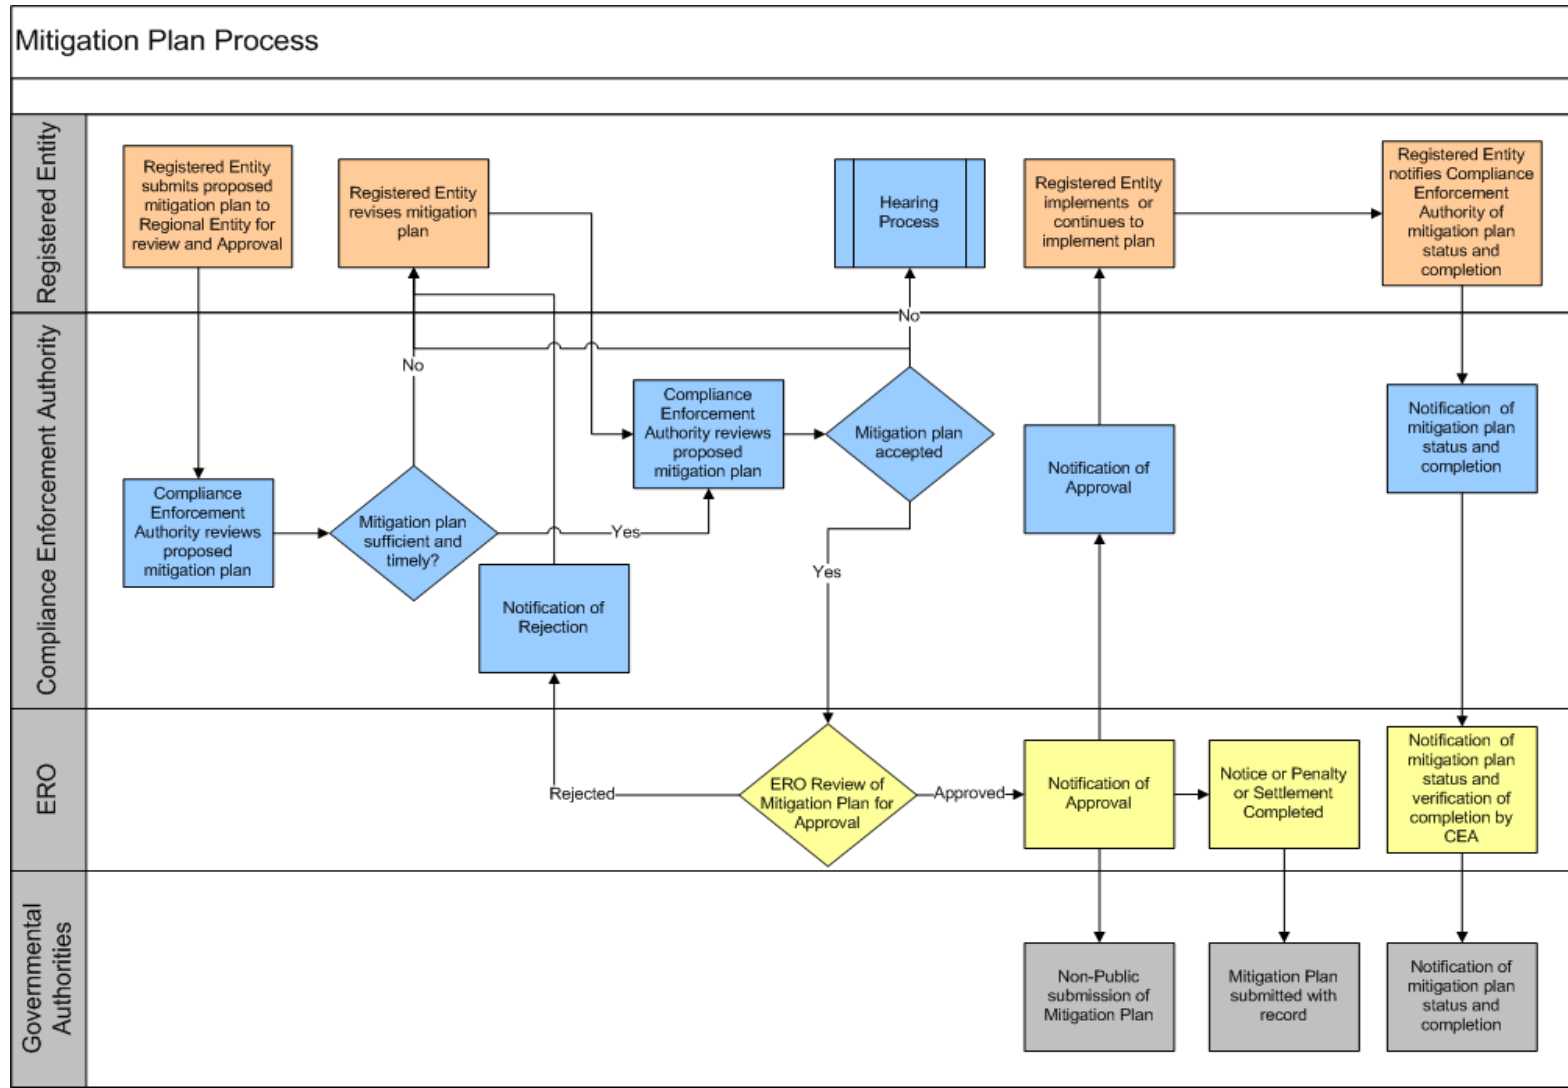 Mitigation Plan Process
Registered Entity
Registered Entity
submits proposed
mitigation plan to
Regional Entity for
review and Approval
Registered Entity
revises mitigation
plan
Hearing
Process
Registered Entity
implements or
continues to
implement plan
Registered Entity
notifies Compliance
Enforcement
Authority of
mitigation plan
status and
completion
Compliance Enforcement Authority
No
No
Compliance
Enforcement
Authority reviews
proposed
mitigation plan
Mitigation plan
accepted
Notification of
mitigation plan
status and
completion
Notification of
Approval
Compliance
Enforcement
Authority reviews
proposed
mitigation plan
Mitigation plan
sufficient and
timely?
Yes
Yes
Notification of
Rejection
ERO
Rejected
ERO Review of
Mitigation Plan for
Approval
Approved
Notification of
Approval
Notice or Penalty
or Settlement
Completed
Notification of
mitigation plan
status and
verification of
completion by
CEA
Governmental
Authorities
Non-Public
submission of
Mitigation Plan
Mitigation Plan
submitted with
record
Notification of
mitigation plan
status and
completion